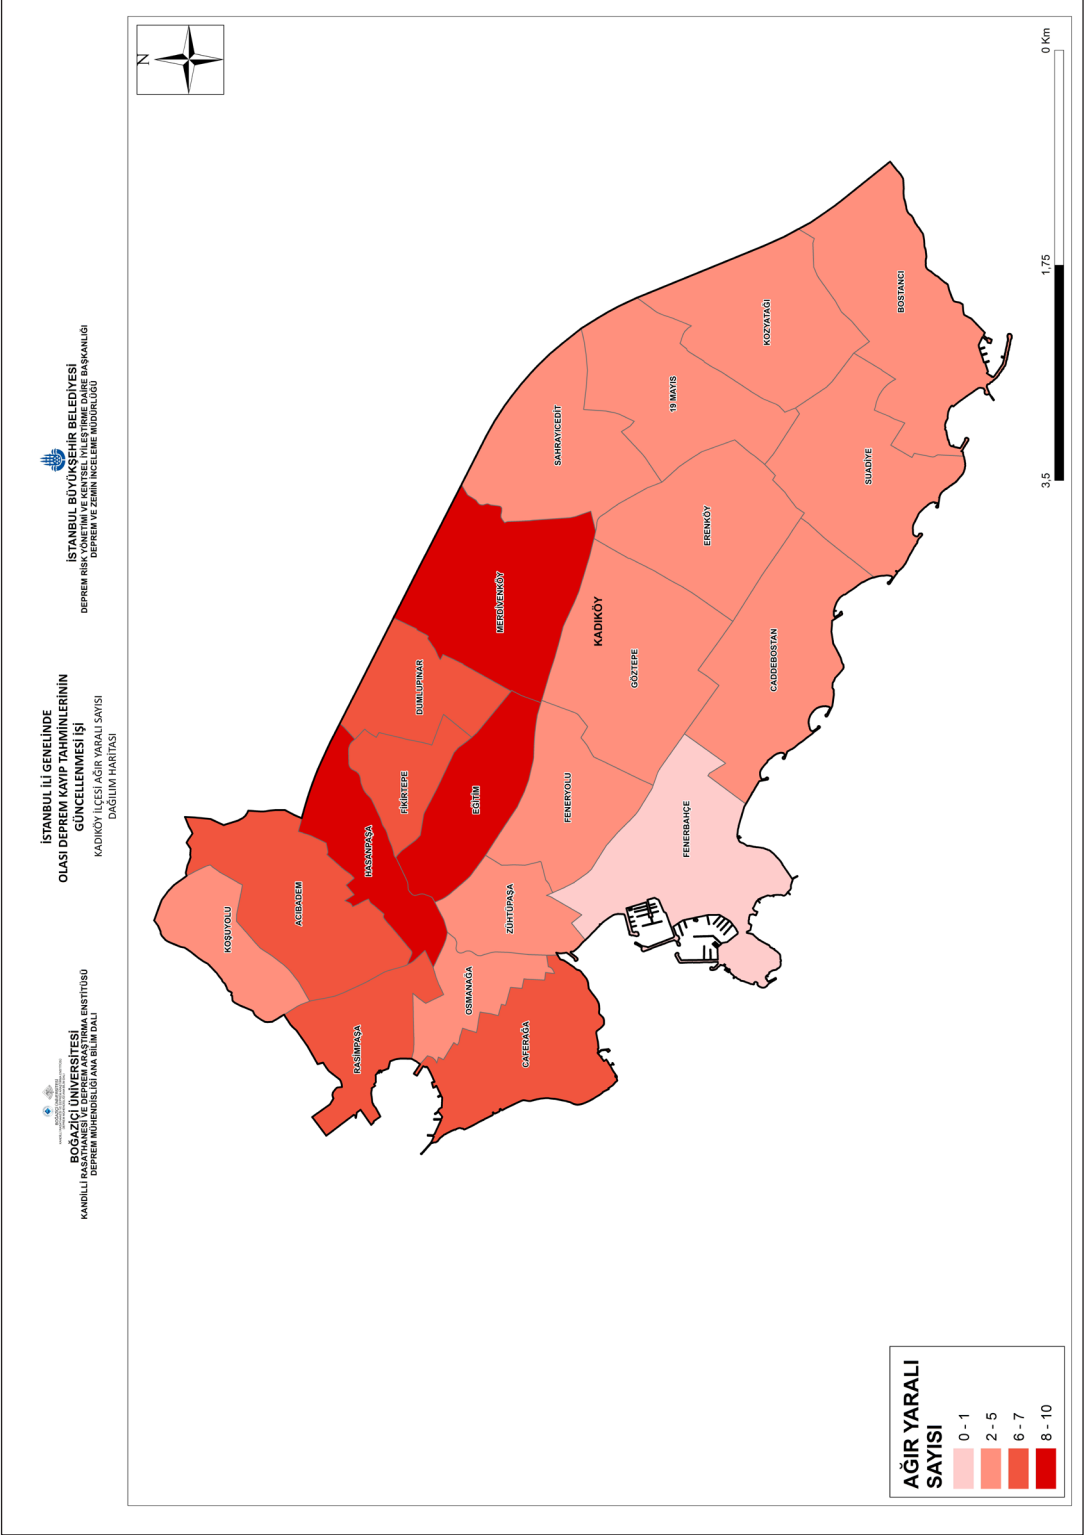 BOĞAZİÇİ ÜNİVERSİTESİ
KANDİLLİ RASATHANESİ VE DEPREM ARAŞTIRMA ENSTİTÜSÜ
DEPREM MÜHENDİSLİĞİ ANA BİLİM DALI
İSTANBUL İLİ GENELİNDE
OLASI DEPREM KAYIP TAHMİNLERİNİN
GÜNCELLENMESİ İŞİ
KADIKÖY İLÇESİ AĞIR YARALI SAYISI
DAĞILIM HARİTASI
İSTANBUL BÜYÜKŞEHİR BELEDİYESİ
DEPREM RİSK YÖNETİMİ VE KENTSEL İYİLEŞTİRME DAİRE BAŞKANLIĞI
DEPREM VE ZEMİN İNCELEME MÜDÜRLÜĞÜ
N
KOŞUYOLU
ACIBADEM
RASİMPAŞA
HASANPAŞA
FİKİRTEPE
DUMLUPINAR
OSMANAĞA
EĞİTİM
MERDİVENKÖY
ZÜHTÜPAŞA
CAFERAĞA
FENERYOLU
SAHRAYICEDİT
KADIKÖY
GÖZTEPE
19 MAYIS
FENERBAHÇE
ERENKÖY
KOZYATAĞI
CADDEBOSTAN
SUADİYE
BOSTANCI
AĞIR YARALI
SAYISI
0 - 1
2 - 5
6 - 7
8 - 10
3,5
1,75
0 Km